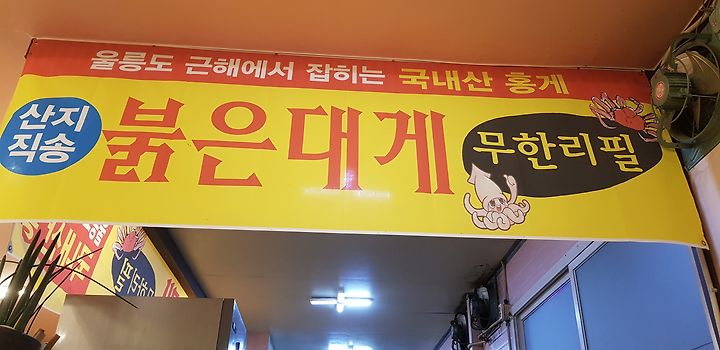 울릉도 근해에서 잡히는 국내산 홍게
산지
직송
붉은대게
무한리필